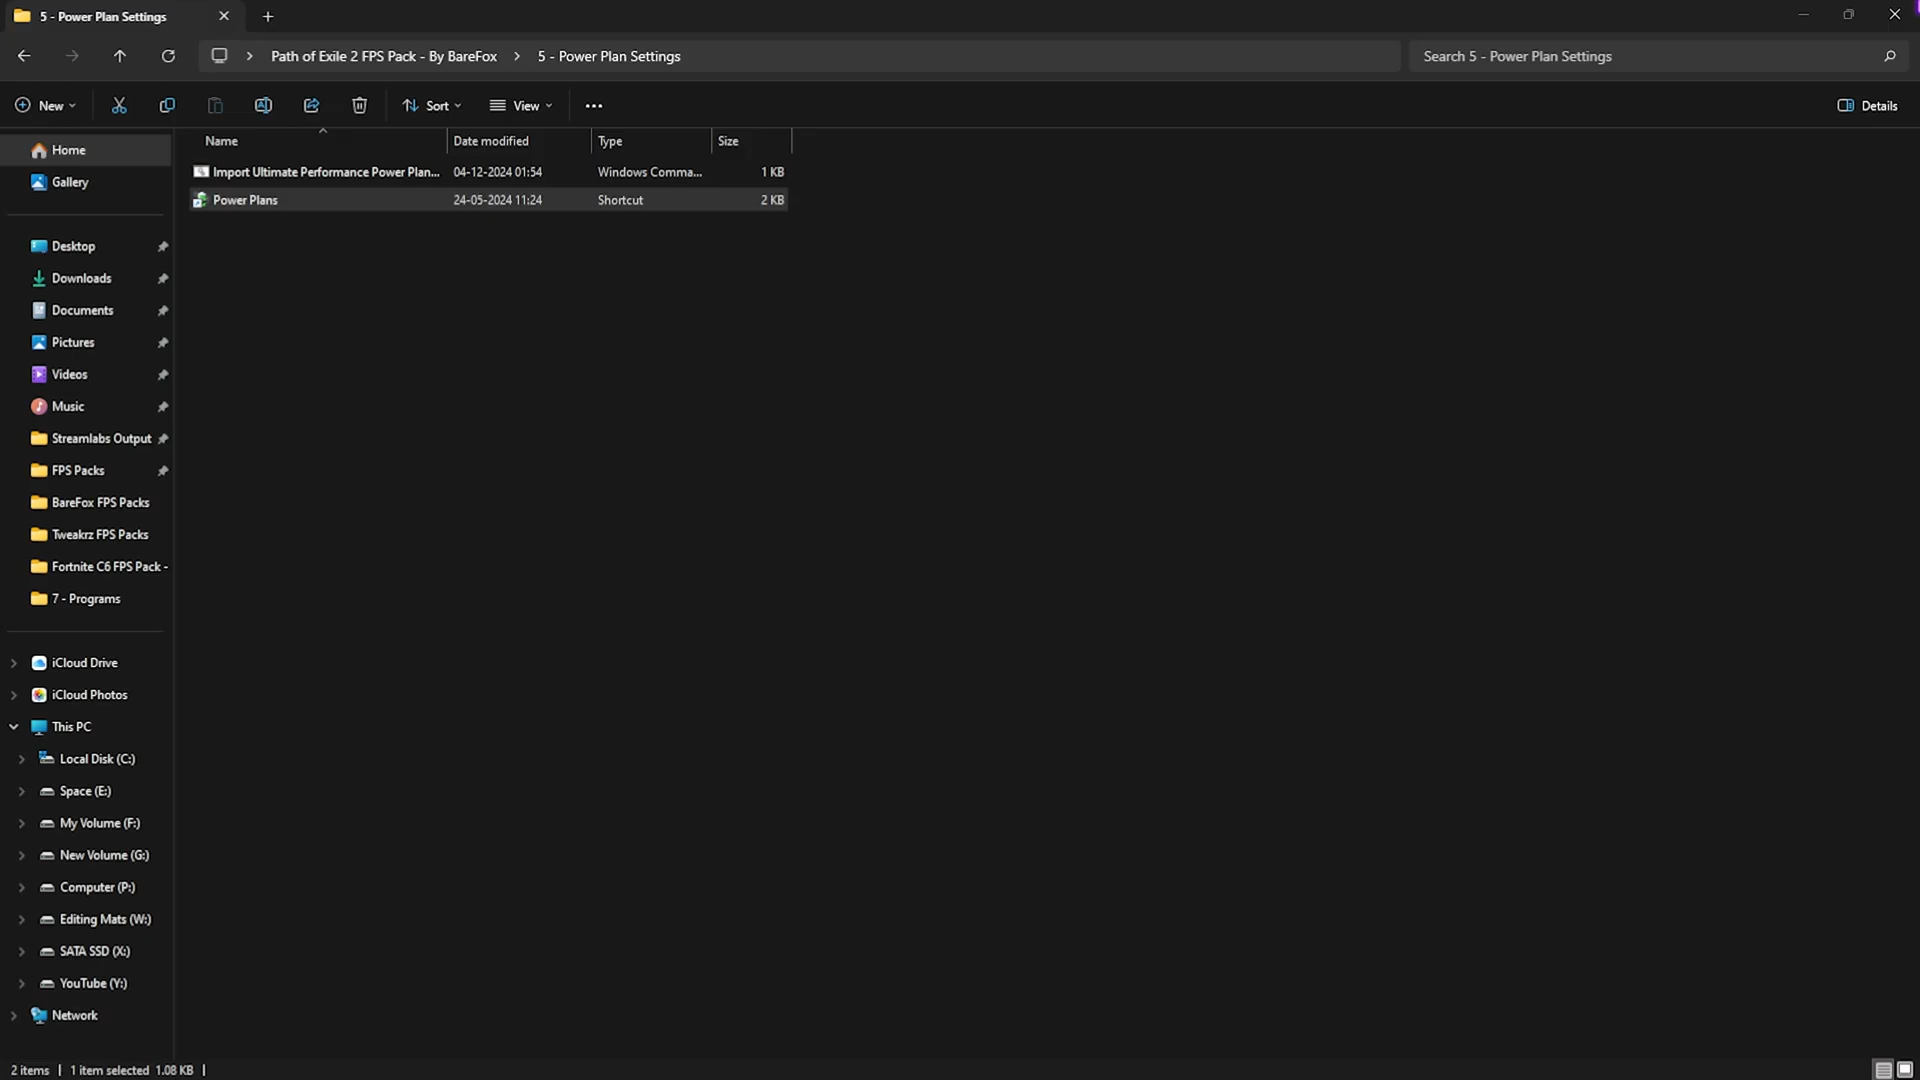 5 - Power Plan Settings
Path of Exile 2 FPS Pack - By BareFox
5 - Power Plan Settings
Search 5 - Power Plan Settings
New
Sort
View
Details
Name
Date modified
Type
Size
Import Ultimate Performance Power Plan...
04-12-2024 01:54
Windows Comma...
1 KB
Power Plans
24-05-2024 11:24
Shortcut
2 KB
Home
Gallery
Desktop
Downloads
Documents
Pictures
Videos
Music
Streamlabs Output
FPS Packs
BareFox FPS Packs
Tweakrz FPS Packs
Fortnite C6 FPS Pack -
7 - Programs
iCloud Drive
iCloud Photos
This PC
Local Disk (C:)
Space (E:)
My Volume (F:)
New Volume (G:)
Computer (P:)
Editing Mats (W:)
SATA SSD (X:)
YouTube (Y:)
Network
2 items
1 item selected 1.08 KB